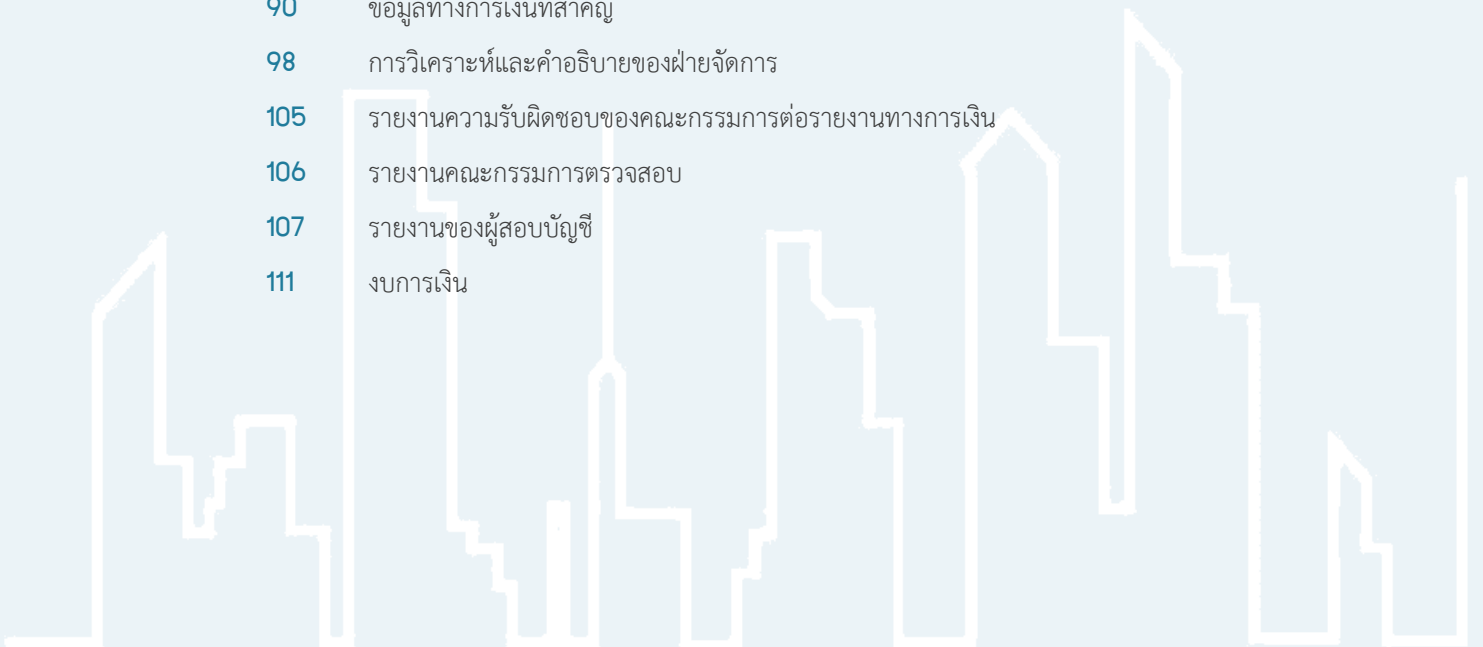 90 ข้อมูลทางการเงินที่สำคัญ
98 การวิเคราะห์และคำอธิบายของฝ่ายจัดการ
105 รายงานความรับผิดชอบของคณะกรรมการต่อรายงานทางการเงิน
106 รายงานคณะกรรมการตรวจสอบ
107 รายงานของผู้สอบบัญชี
111 งบการเงิน